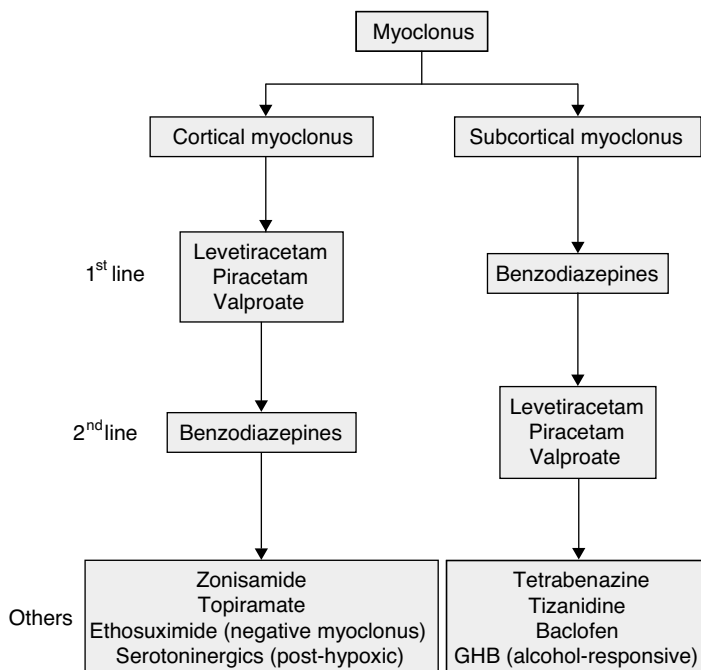 Myoclonus
Cortical myoclonus
Subcortical myoclonus
1st line
Levetiracetam
Piracetam
Valproate
Benzodiazepines
2nd line
Benzodiazepines
Levetiracetam
Piracetam
Valproate
Others
Zonisamide
Topiramate
Ethosuximide (negative myoclonus)
Serotoninergics (post-hypoxic)
Tetrabenazine
Tizanidine
Baclofen
GHB (alcohol-responsive)